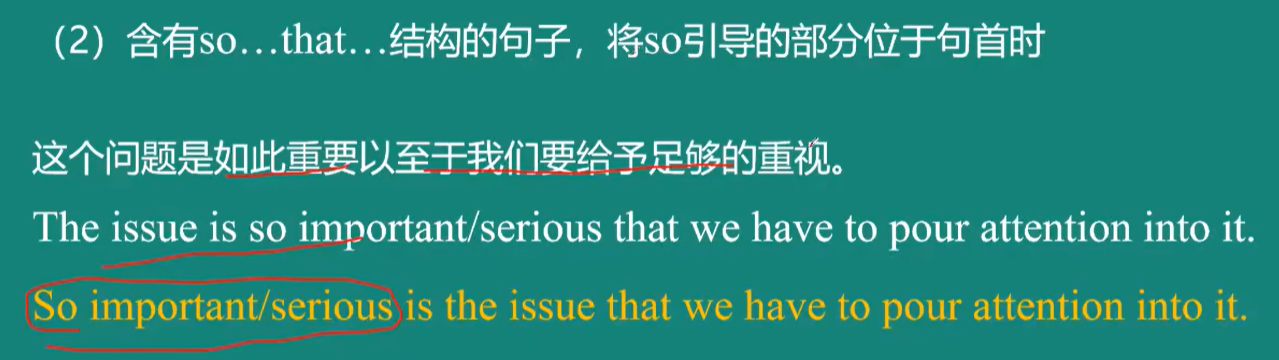 （2）含有so…that…结构的句子，将so引导的部分位于句首时
这个问题是如此重要以至于我们要给予足够的重视。
The issue is so important/serious that we have to pour attention into it.
So important/serious is the issue that we have to pour attention into it.